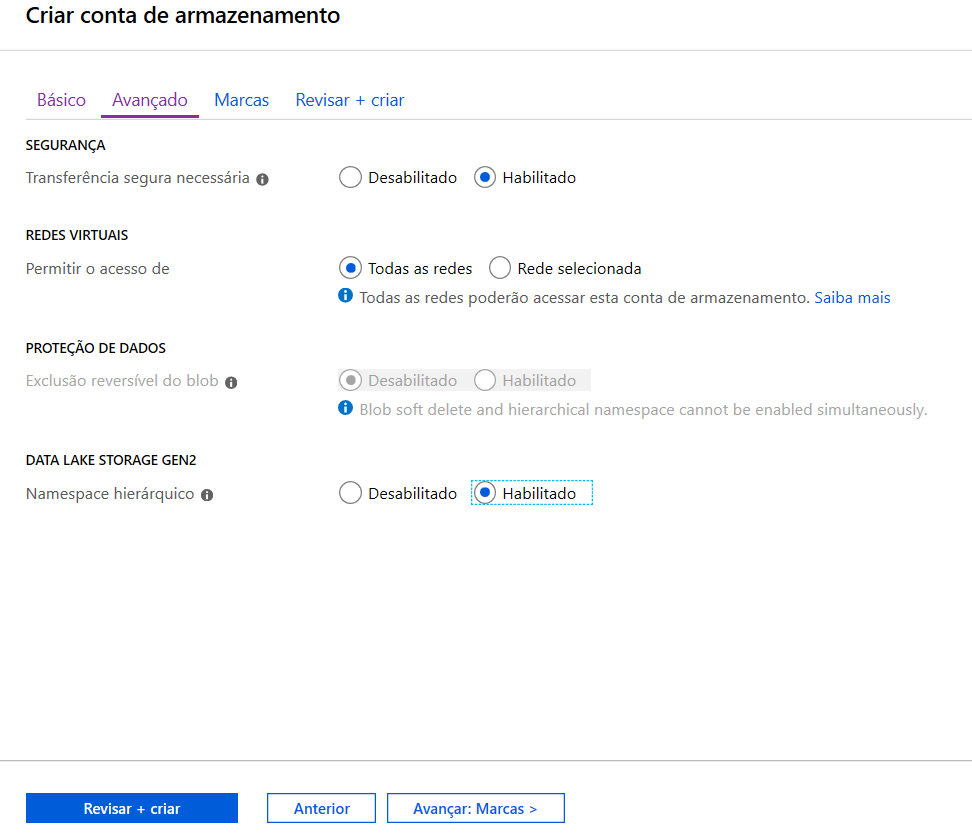 Criar conta de armazenamento
Básico Avançado Marcas Revisar + criar
SEGURANÇA
Transferência segura necessária Desabilitado Habilitado
REDES VIRTUAIS
Permitir o acesso de Todas as redes Rede selecionada
Todas as redes poderão acessar esta conta de armazenamento. Saiba mais
PROTEÇÃO DE DADOS
Exclusão reversível do blob Desabilitado Habilitado
Blob soft delete and hierarchical namespace cannot be enabled simultaneously.
DATA LAKE STORAGE GEN2
Namespace hierárquico Desabilitado Habilitado
Revisar + criar Anterior Avançar: Marcas >